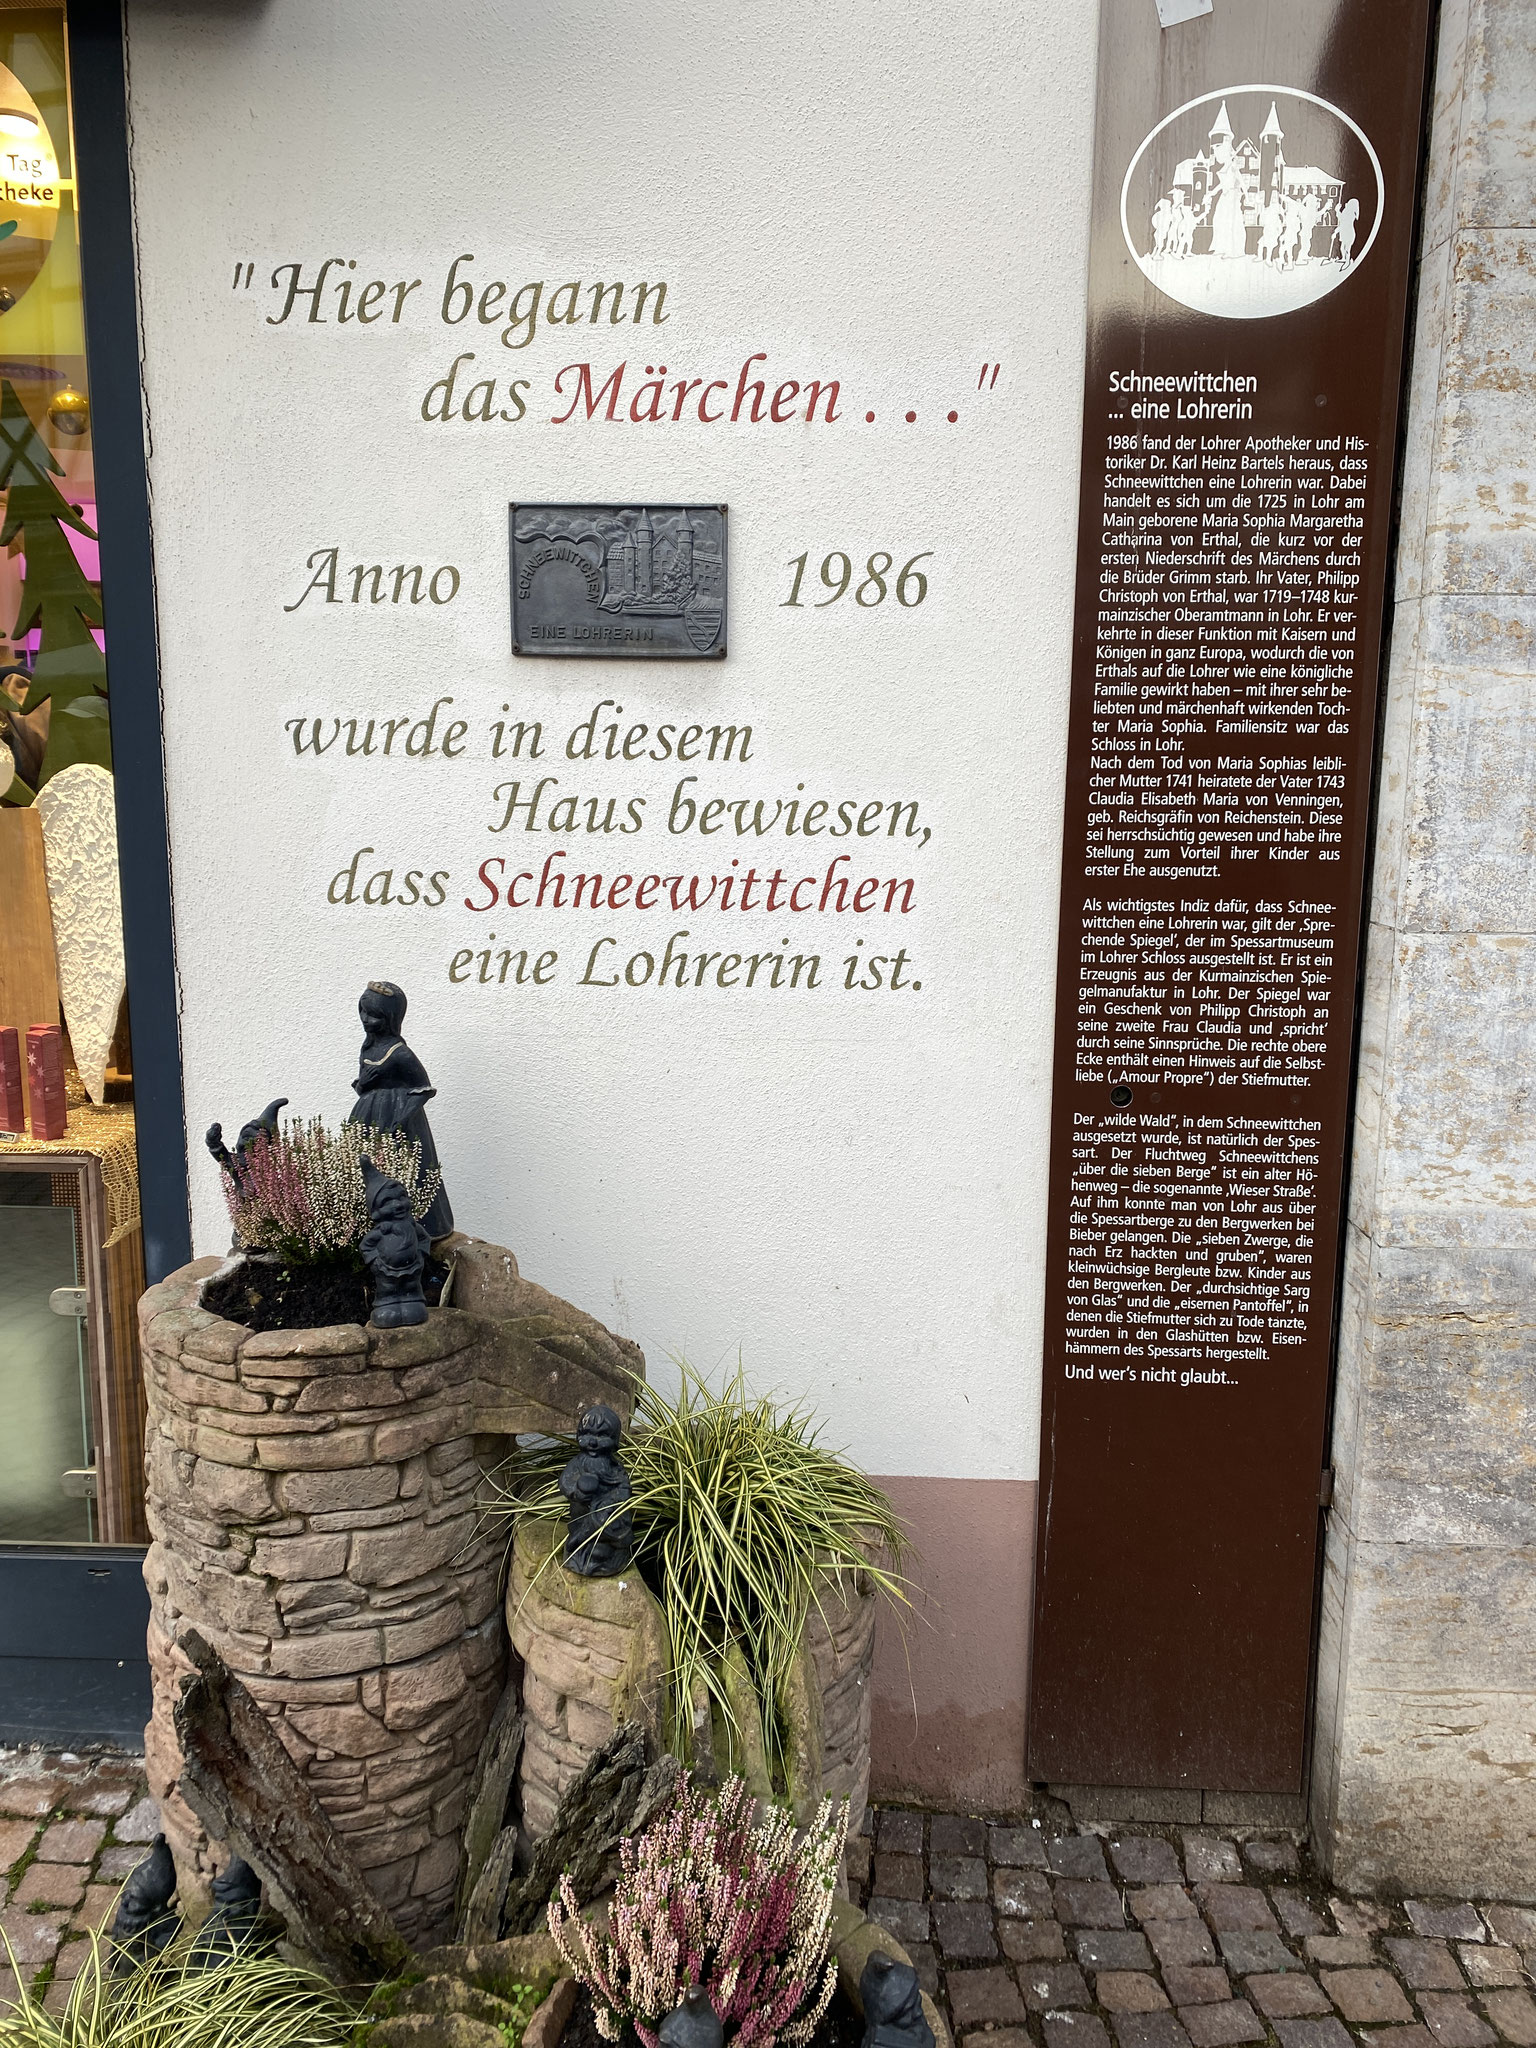 Tag
theke
"Hier begann
das Märchen . . ."
Anno
SCHNEEWITTCHEN
EINE LOHRERIN
1986
wurde in diesem
Haus bewiesen,
dass Schneewittchen
eine Lohrerin ist.
Schneewittchen
... eine Lohrerin
1986 fand der Lohrer Apotheker und His-
toriker Dr. Karl Heinz Bartels heraus, dass
Schneewittchen eine Lohrerin war. Dabei
handelt es sich um die 1725 in Lohr am
Main geborene Maria Sophia Margaretha
Catharina von Erthal, die kurz vor der
ersten Niederschrift des Märchens durch
die Brüder Grimm starb. Ihr Vater, Philipp
Christoph von Erthal, war 1719–1748 kur-
mainzischer Oberamtmann in Lohr. Er ver-
kehrte in dieser Funktion mit Kaisern und
Königen in ganz Europa, wodurch die von
Erthals auf die Lohrer wie eine königliche
Familie gewirkt haben – mit ihrer sehr be-
liebten und märchenhaft wirkenden Toch-
ter Maria Sophia. Familiensitz war das
Schloss in Lohr.
Nach dem Tod von Maria Sophias leibli-
cher Mutter 1741 heiratete der Vater 1743
Claudia Elisabeth Maria von Venningen,
geb. Reichsgräfin von Reichenstein. Diese
sei herrschsüchtig gewesen und habe ihre
Stellung zum Vorteil ihrer Kinder aus
erster Ehe ausgenutzt.
Als wichtigstes Indiz dafür, dass Schnee-
wittchen eine Lohrerin war, gilt der ‚Spre-
chende Spiegel‘, der im Spessartmuseum
im Lohrer Schloss ausgestellt ist. Er ist ein
Erzeugnis aus der Kurmainzischen Spie-
gelmanufaktur in Lohr. Der Spiegel war
ein Geschenk von Philipp Christoph an
seine zweite Frau Claudia und ‚spricht‘
durch seine Sinnsprüche. Die rechte obere
Ecke enthält einen Hinweis auf die Selbst-
liebe („Amour Propre“) der Stiefmutter.
Der „wilde Wald“, in dem Schneewittchen
ausgesetzt wurde, ist natürlich der Spes-
sart. Der Fluchtweg Schneewittchens
„über die sieben Berge“ ist ein alter Hö-
henweg – die sogenannte ‚Wieser Straße‘.
Auf ihm konnte man von Lohr aus über
die Spessartberge zu den Bergwerken bei
Bieber gelangen. Die „sieben Zwerge, die
nach Erz hackten und gruben“, waren
kleinwüchsige Bergleute bzw. Kinder aus
den Bergwerken. Der „durchsichtige Sarg
von Glas“ und die „eisernen Pantoffel“, in
denen die Stiefmutter sich zu Tode tanzte,
wurden in den Glashütten bzw. Eisen-
hämmern des Spessarts hergestellt.
Und wer’s nicht glaubt...